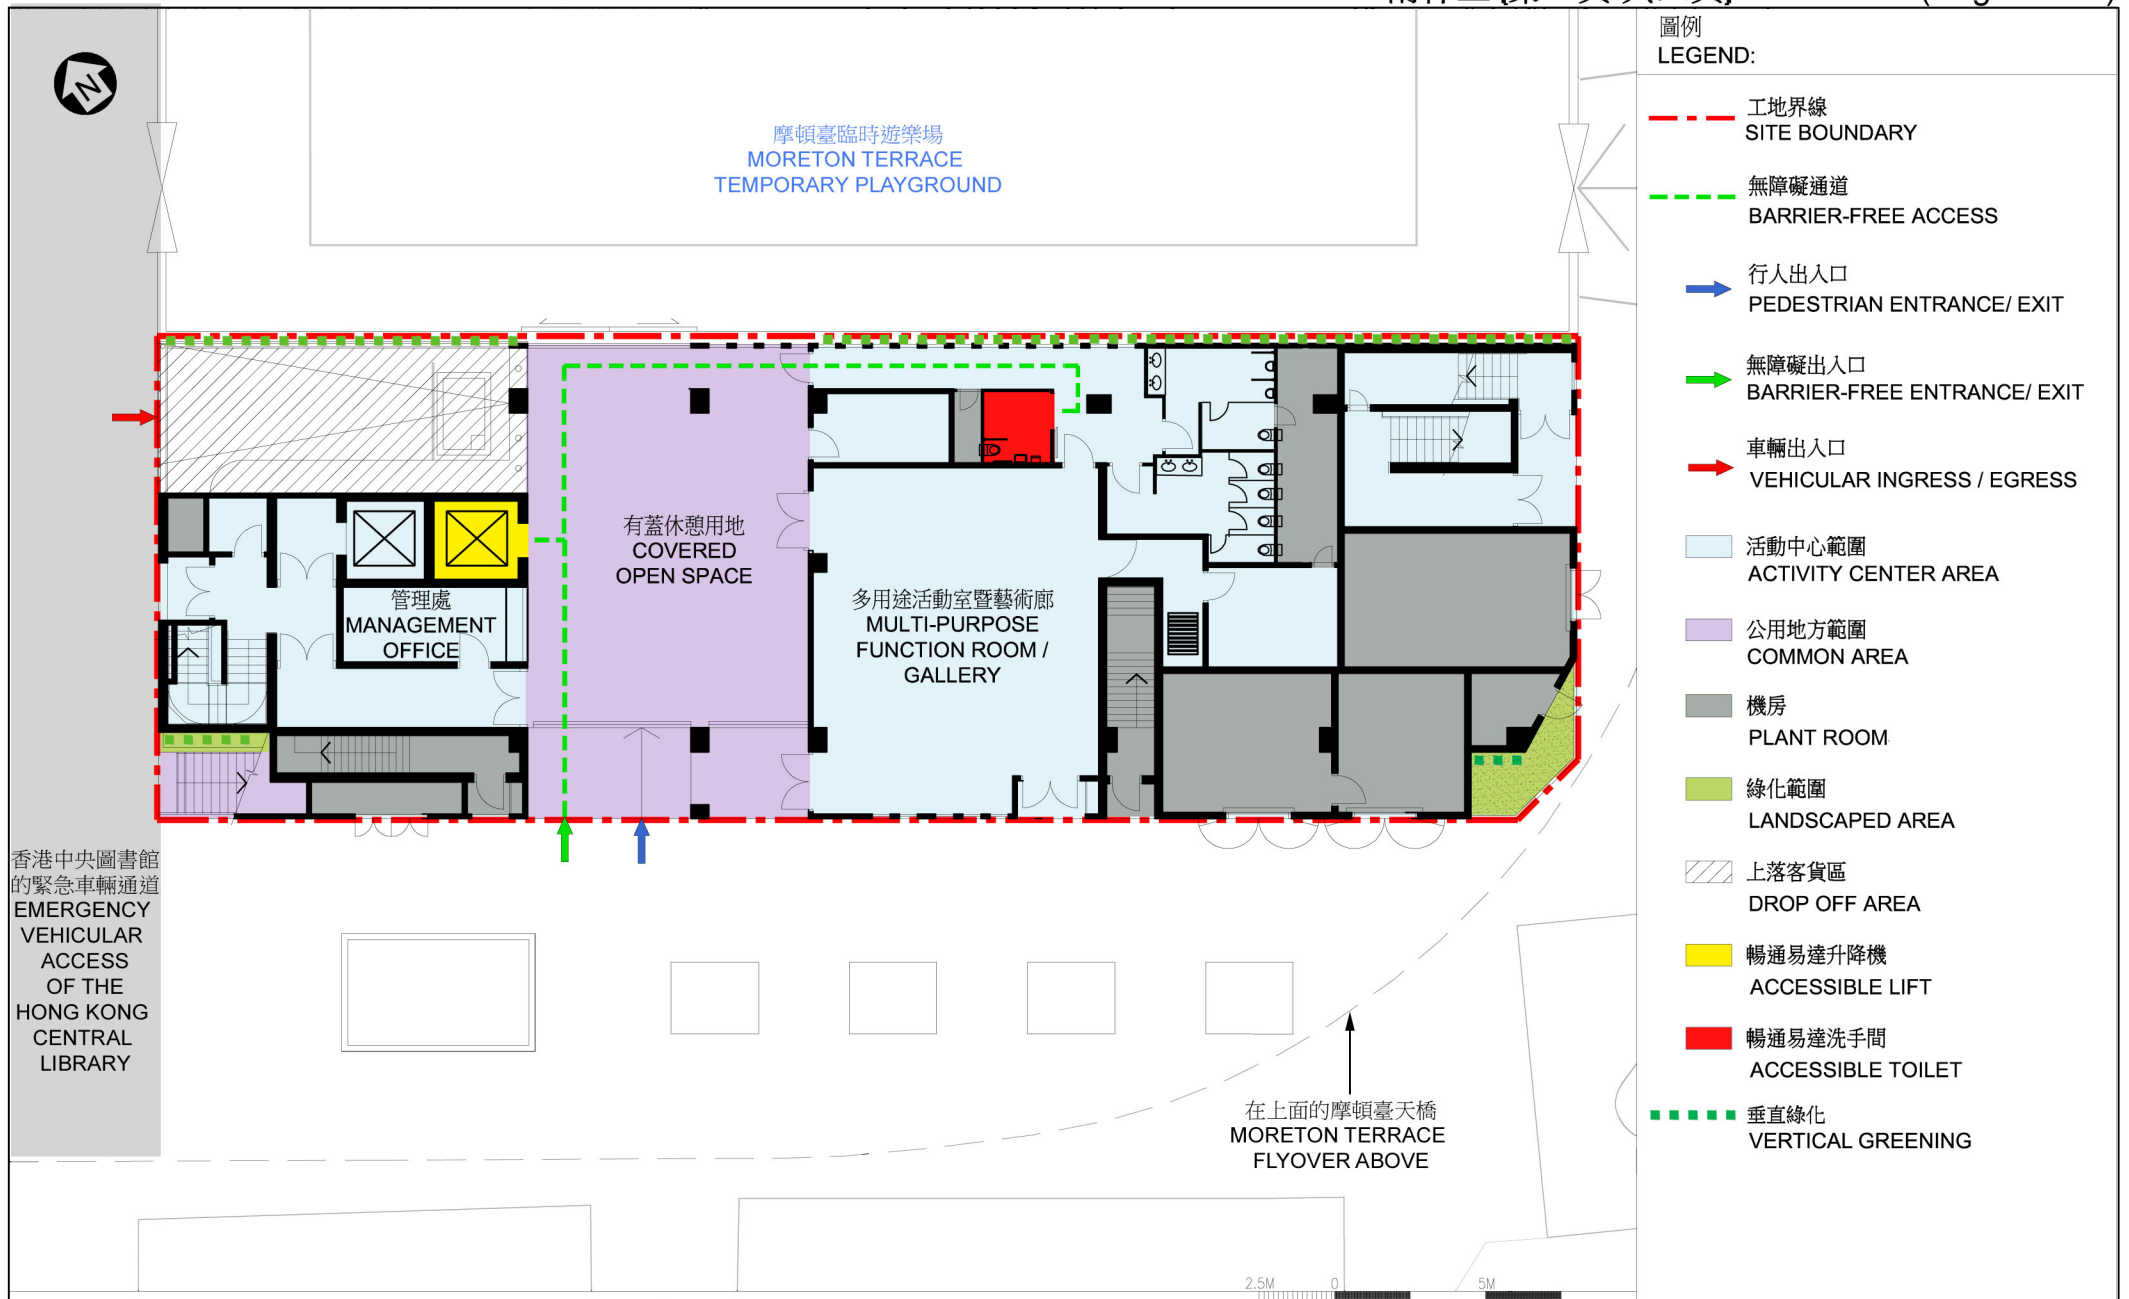 圖例
LEGEND:
工地界線
SITE BOUNDARY
無障礙通道
BARRIER-FREE ACCESS
行人出入口
PEDESTRIAN ENTRANCE/ EXIT
無障礙出入口
BARRIER-FREE ENTRANCE/ EXIT
車輛出入口
VEHICULAR INGRESS / EGRESS
活動中心範圍
ACTIVITY CENTER AREA
公用地方範圍
COMMON AREA
機房
PLANT ROOM
綠化範圍
LANDSCAPED AREA
上落客貨區
DROP OFF AREA
暢通易達升降機
ACCESSIBLE LIFT
暢通易達洗手間
ACCESSIBLE TOILET
垂直綠化
VERTICAL GREENING
N
摩頓臺臨時遊樂場
MORETON TERRACE
TEMPORARY PLAYGROUND
有蓋休憩用地
COVERED
OPEN SPACE
管理處
MANAGEMENT
OFFICE
多用途活動室暨藝術廊
MULTI-PURPOSE
FUNCTION ROOM /
GALLERY
香港中央圖書館
的緊急車輛通道
EMERGENCY
VEHICULAR
ACCESS
OF THE
HONG KONG
CENTRAL
LIBRARY
在上面的摩頓臺天橋
MORETON TERRACE
FLYOVER ABOVE
2.5M 0 5M